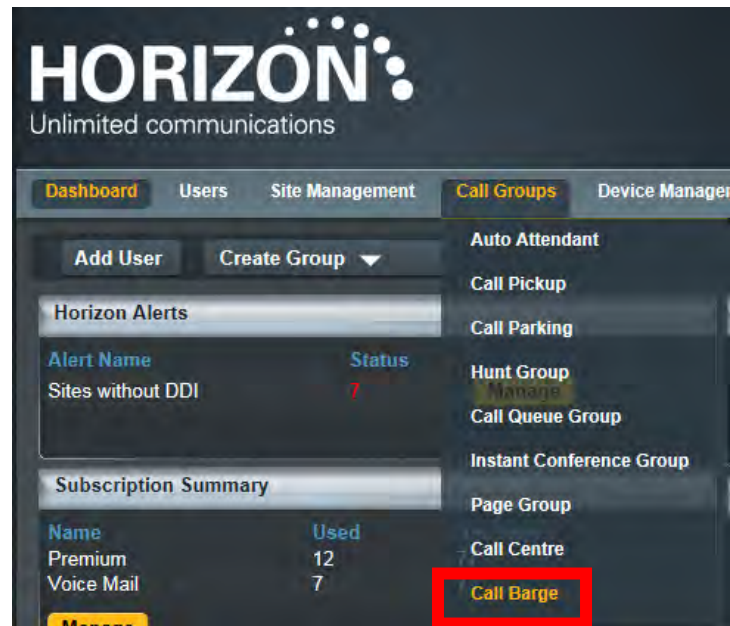 HORIZON
Unlimited communications
Dashboard Users Site Management Call Groups Device Manager
Add User Create Group
Auto Attendant
Call Pickup
Horizon Alerts
Call Parking
Alert Name Status
Hunt Group
Sites without DDI 7 Manage
Call Queue Group
Instant Conference Group
Subscription Summary
Page Group
Name Used
Premium 12
Call Centre
Voice Mail 7
Call Barge
Manage